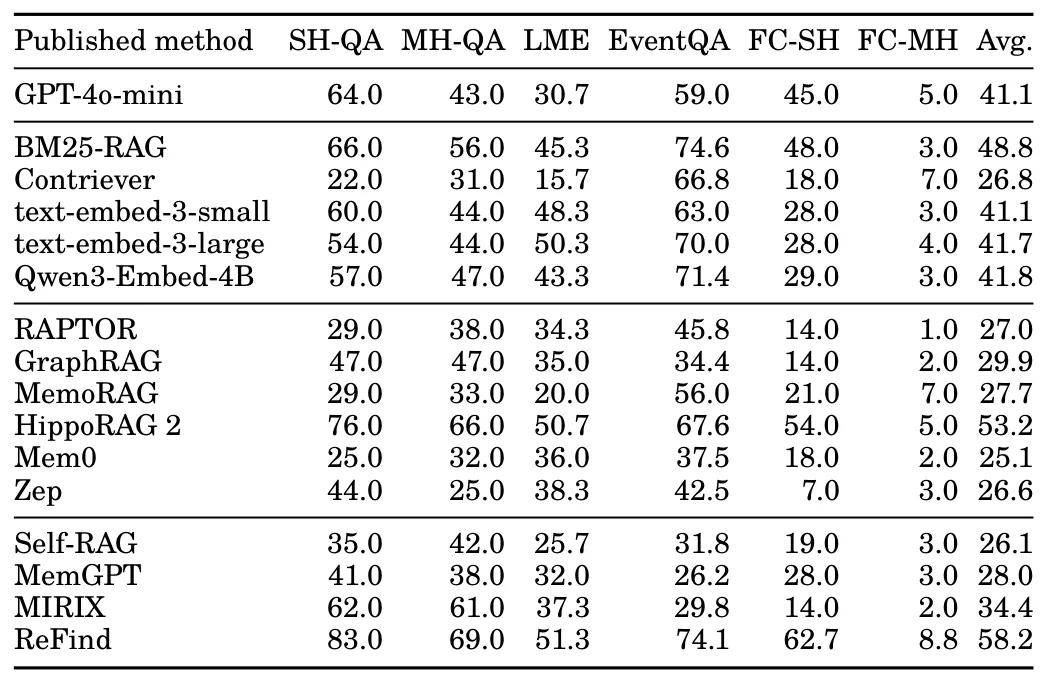 Published method SH-QA MH-QA LME EventQA FC-SH FC-MH Avg.
GPT-4o-mini 64.0 43.0 30.7 59.0 45.0 5.0 41.1
BM25-RAG 66.0 56.0 45.3 74.6 48.0 3.0 48.8
Contriever 22.0 31.0 15.7 66.8 18.0 7.0 26.8
text-embed-3-small 60.0 44.0 48.3 63.0 28.0 3.0 41.1
text-embed-3-large 54.0 44.0 50.3 70.0 28.0 4.0 41.7
Qwen3-Embed-4B 57.0 47.0 43.3 71.4 29.0 3.0 41.8
RAPTOR 29.0 38.0 34.3 45.8 14.0 1.0 27.0
GraphRAG 47.0 47.0 35.0 34.4 14.0 2.0 29.9
MemoRAG 29.0 33.0 20.0 56.0 21.0 7.0 27.7
HippoRAG 2 76.0 66.0 50.7 67.6 54.0 5.0 53.2
Mem0 25.0 32.0 36.0 37.5 18.0 2.0 25.1
Zep 44.0 25.0 38.3 42.5 7.0 3.0 26.6
Self-RAG 35.0 42.0 25.7 31.8 19.0 3.0 26.1
MemGPT 41.0 38.0 32.0 26.2 28.0 3.0 28.0
MIRIX 62.0 61.0 37.3 29.8 14.0 2.0 34.4
ReFind 83.0 69.0 51.3 74.1 62.7 8.8 58.2